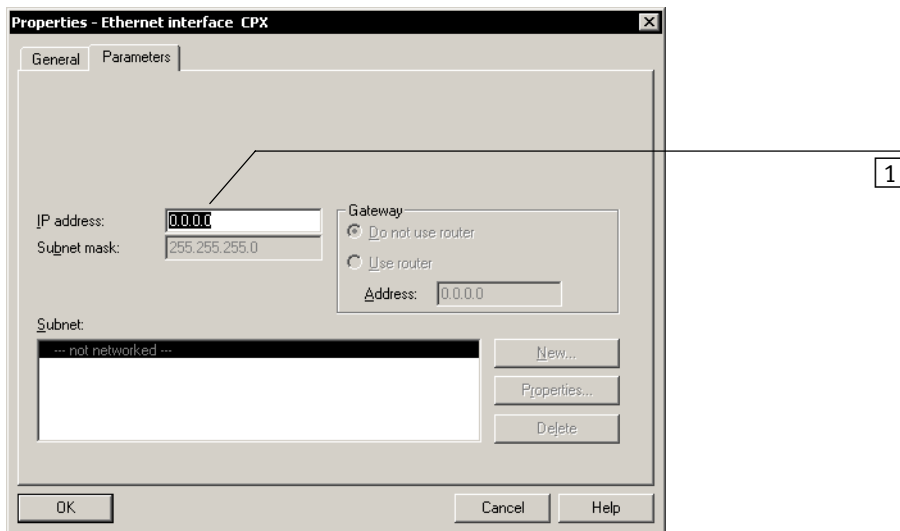 Properties - Ethernet interface CPX
General
Parameters
IP address:
0.0.0.0
Subnet mask:
255.255.255.0
Gateway
Do not use router
Use router
Address:
0.0.0.0
Subnet:
--- not networked ---
New...
Properties...
Delete
OK
Cancel
Help
1